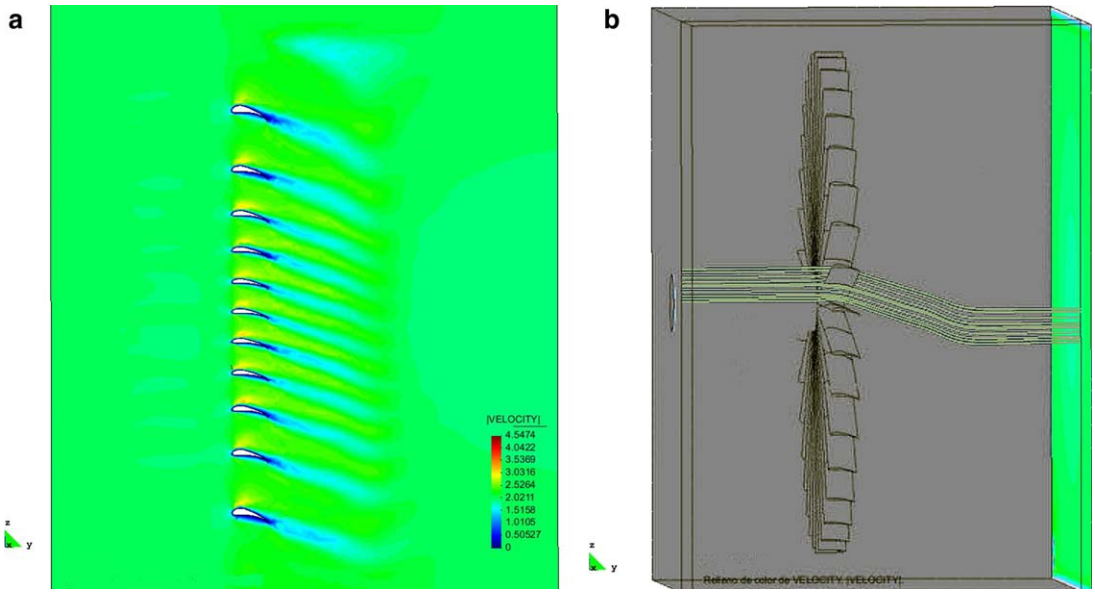 a
|VELOCITY|
4.5474
4.0422
3.5369
3.0316
2.5264
2.0211
1.5158
1.0105
0.50527
0
z
x
y
b
z
x
y
Relleno de color de VELOCITY, |VELOCITY|.